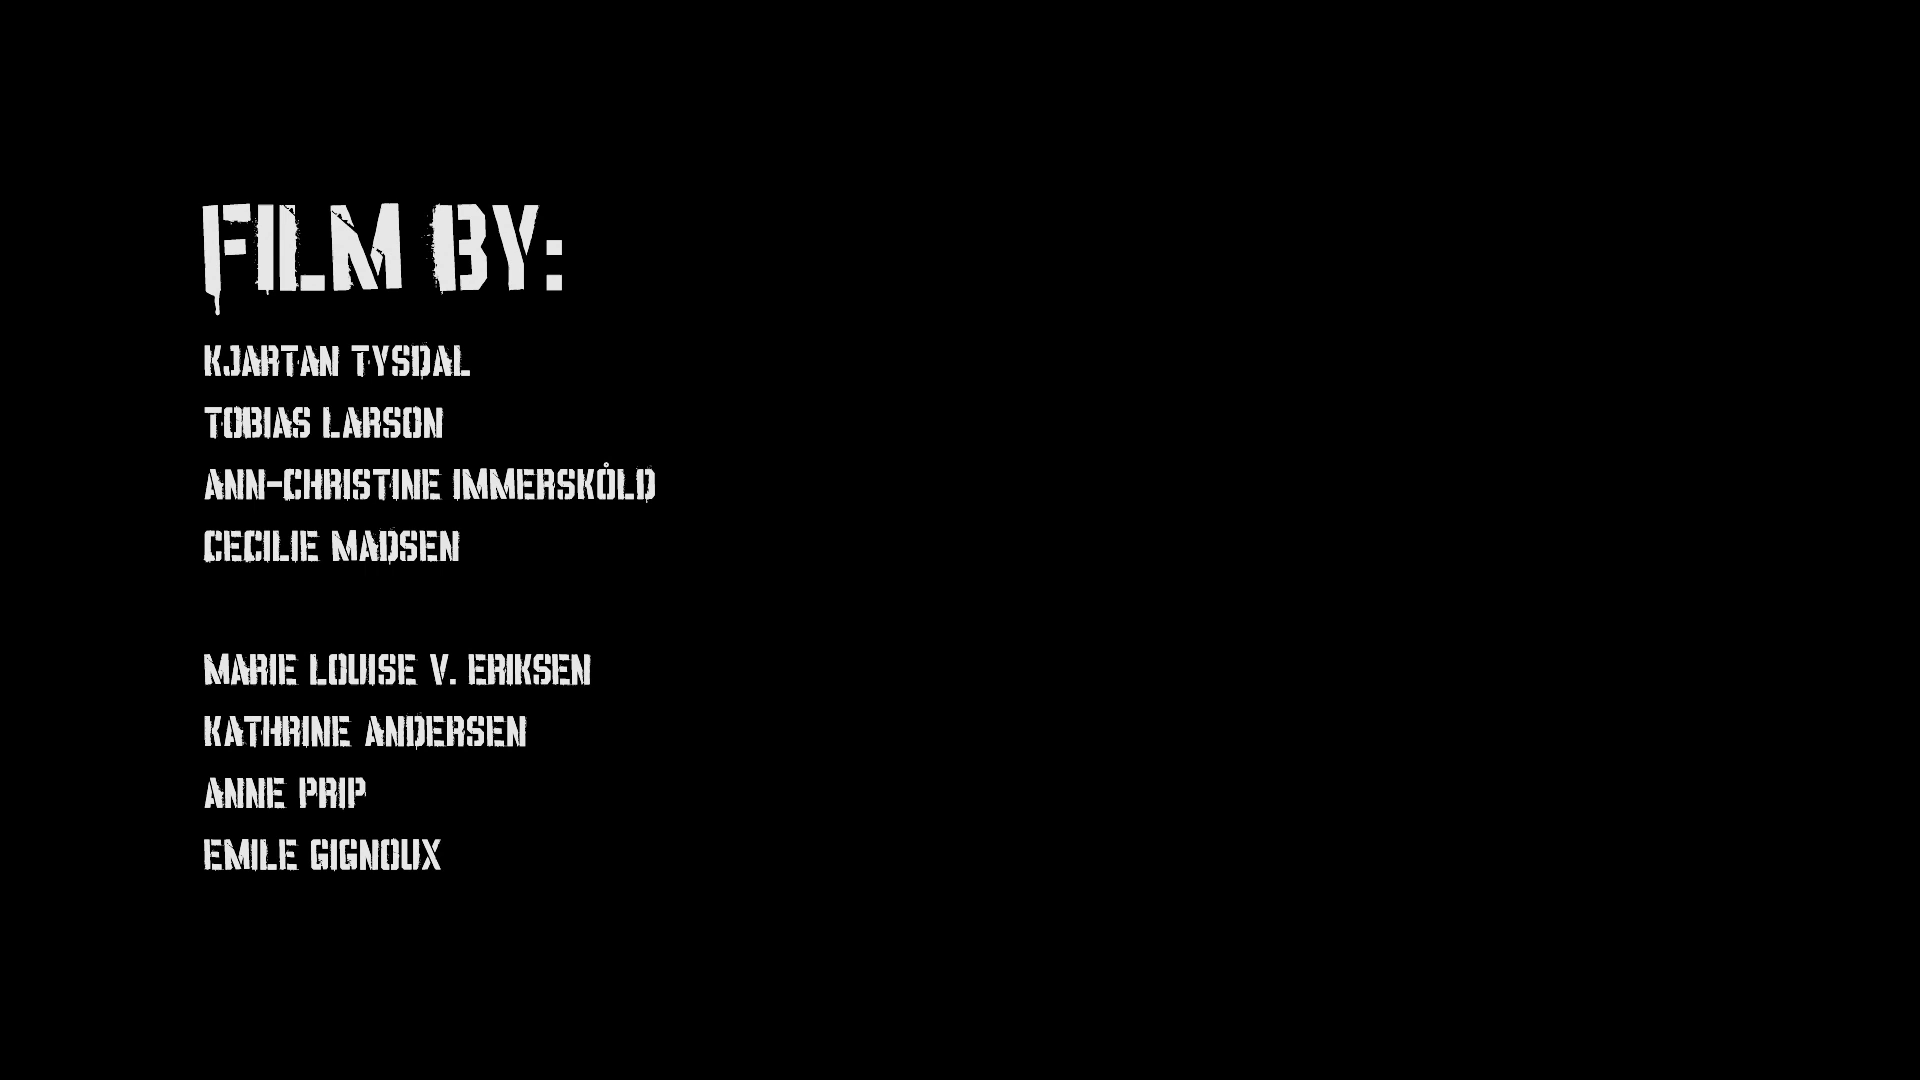 FILM BY:
KJARTAN TYSDAL
TOBIAS LARSON
ANN-CHRISTINE IMMERSKÖLD
CECILIE MADSEN
MARIE LOUISE V. ERIKSEN
KATHRINE ANDERSEN
ANNE PRIP
EMILE GIGNOUX